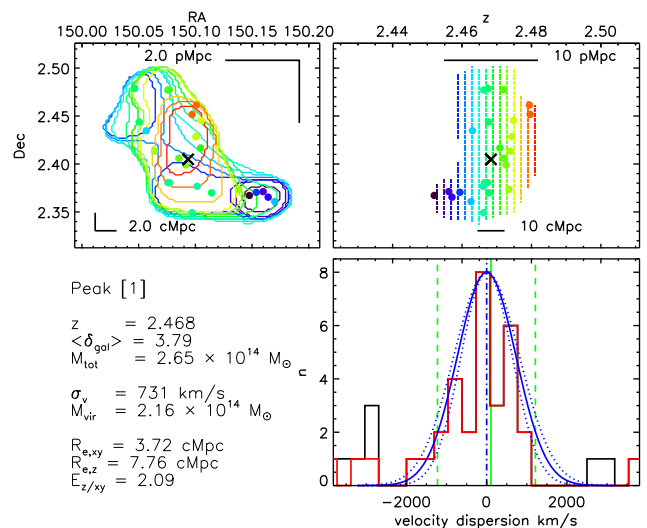 RA
z
150.00 150.05 150.10 150.15 150.20
2.44 2.46 2.48 2.50
2.0 pMpc
10 pMpc
2.50
2.45
2.40
2.35
Dec
2.0 cMpc
10 cMpc
Peak [1]
z = 2.468
<δgal> = 3.79
Mtot = 2.65 × 10^14 M⊙
σv = 731 km/s
Mvir = 2.16 × 10^14 M⊙
Re,xy = 3.72 cMpc
Re,z = 7.76 cMpc
Ez/xy = 2.09
8
6
4
2
0
n
-2000 0 2000
velocity dispersion km/s